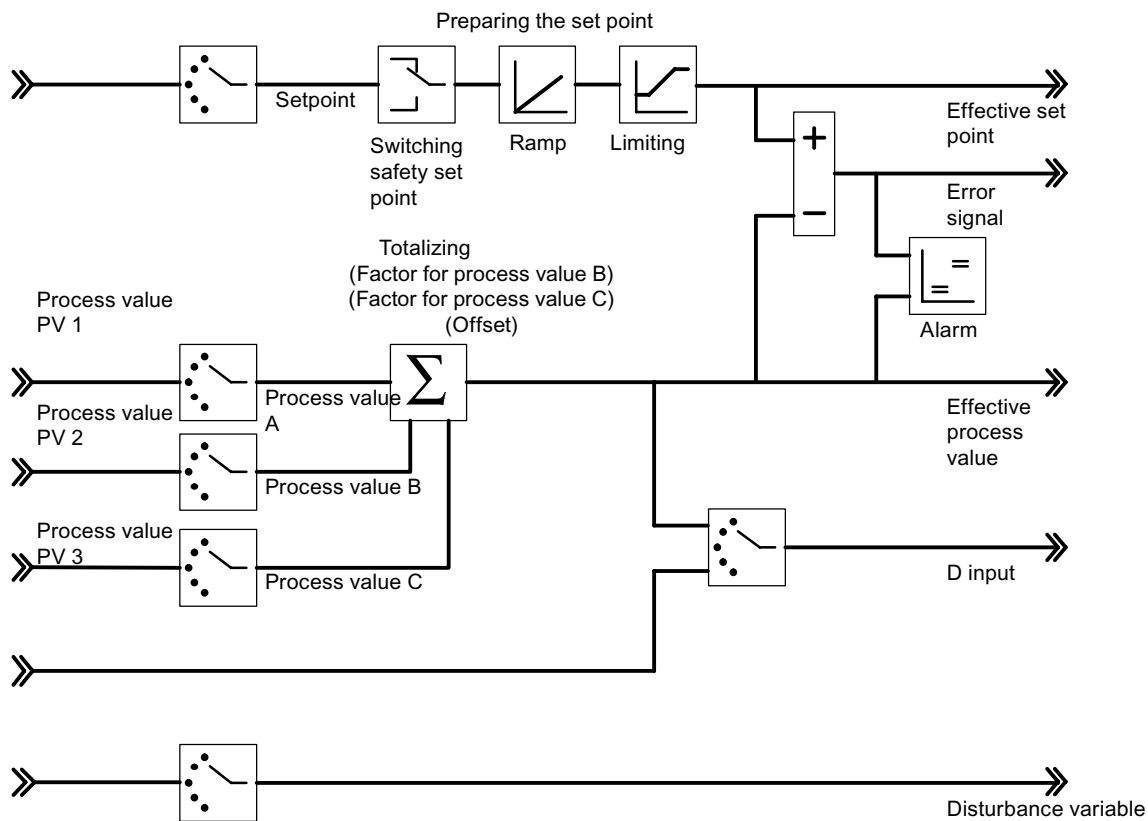 Preparing the set point
Setpoint
Switching
safety set
point
Ramp
Limiting
Effective set
point
+
−
Error
signal
Alarm
Totalizing
(Factor for process value B)
(Factor for process value C)
(Offset)
Process value
PV 1
Σ
Process value
A
Process value
PV 2
Process value B
Process value
PV 3
Process value C
Effective
process
value
D input
Disturbance variable